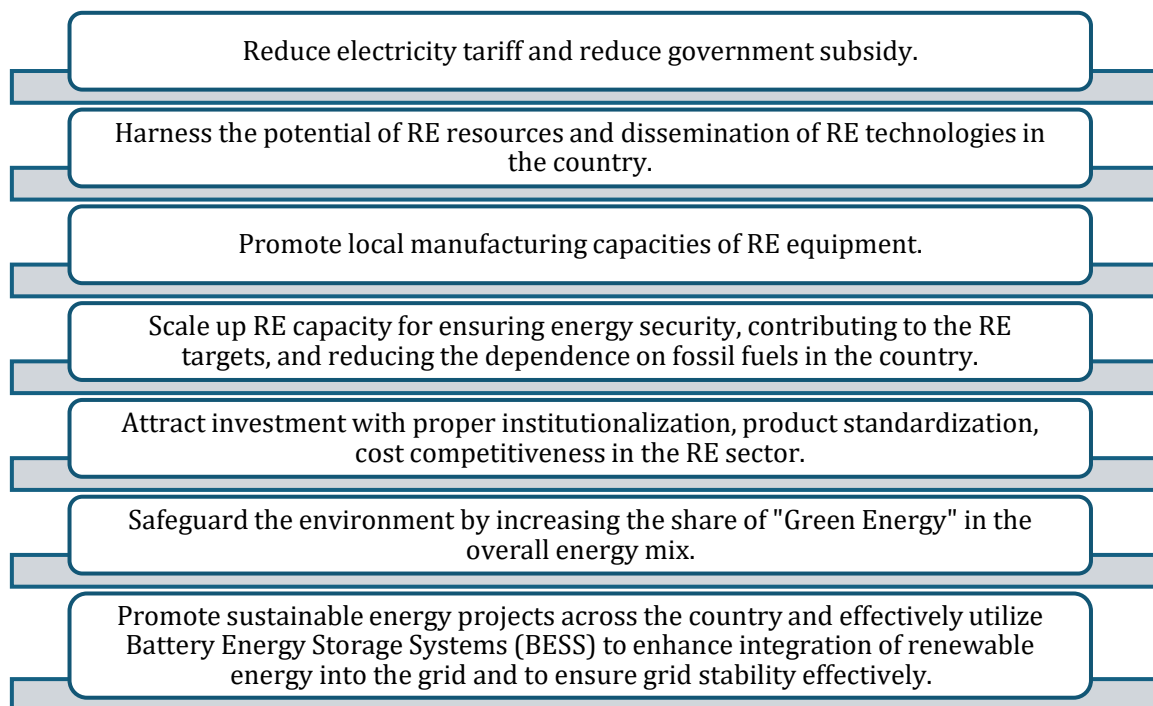 Reduce electricity tariff and reduce government subsidy.
Harness the potential of RE resources and dissemination of RE technologies in
the country.
Promote local manufacturing capacities of RE equipment.
Scale up RE capacity for ensuring energy security, contributing to the RE
targets, and reducing the dependence on fossil fuels in the country.
Attract investment with proper institutionalization, product standardization,
cost competitiveness in the RE sector.
Safeguard the environment by increasing the share of "Green Energy" in the
overall energy mix.
Promote sustainable energy projects across the country and effectively utilize
Battery Energy Storage Systems (BESS) to enhance integration of renewable
energy into the grid and to ensure grid stability effectively.